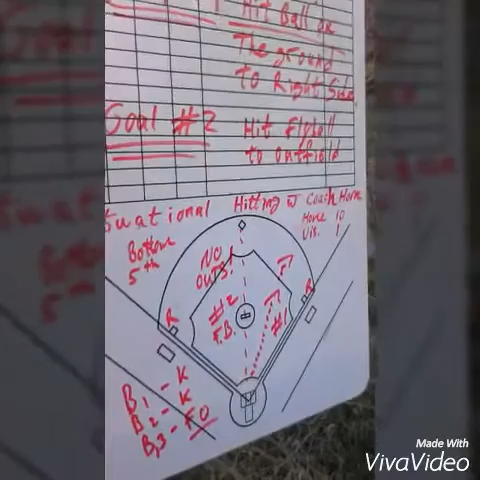 Hit Ball on
The ground
to Right Side
Goal #2
Hit Flyball
to outfield
Situational Hitting w Coach Horne
Home 10
Vis. 1
Bottom
5th
NO
OUTS!
R
R
#2
F.B.
#1
B1 - K
B2 - K
B,3 - FO
Made With
VivaVideo